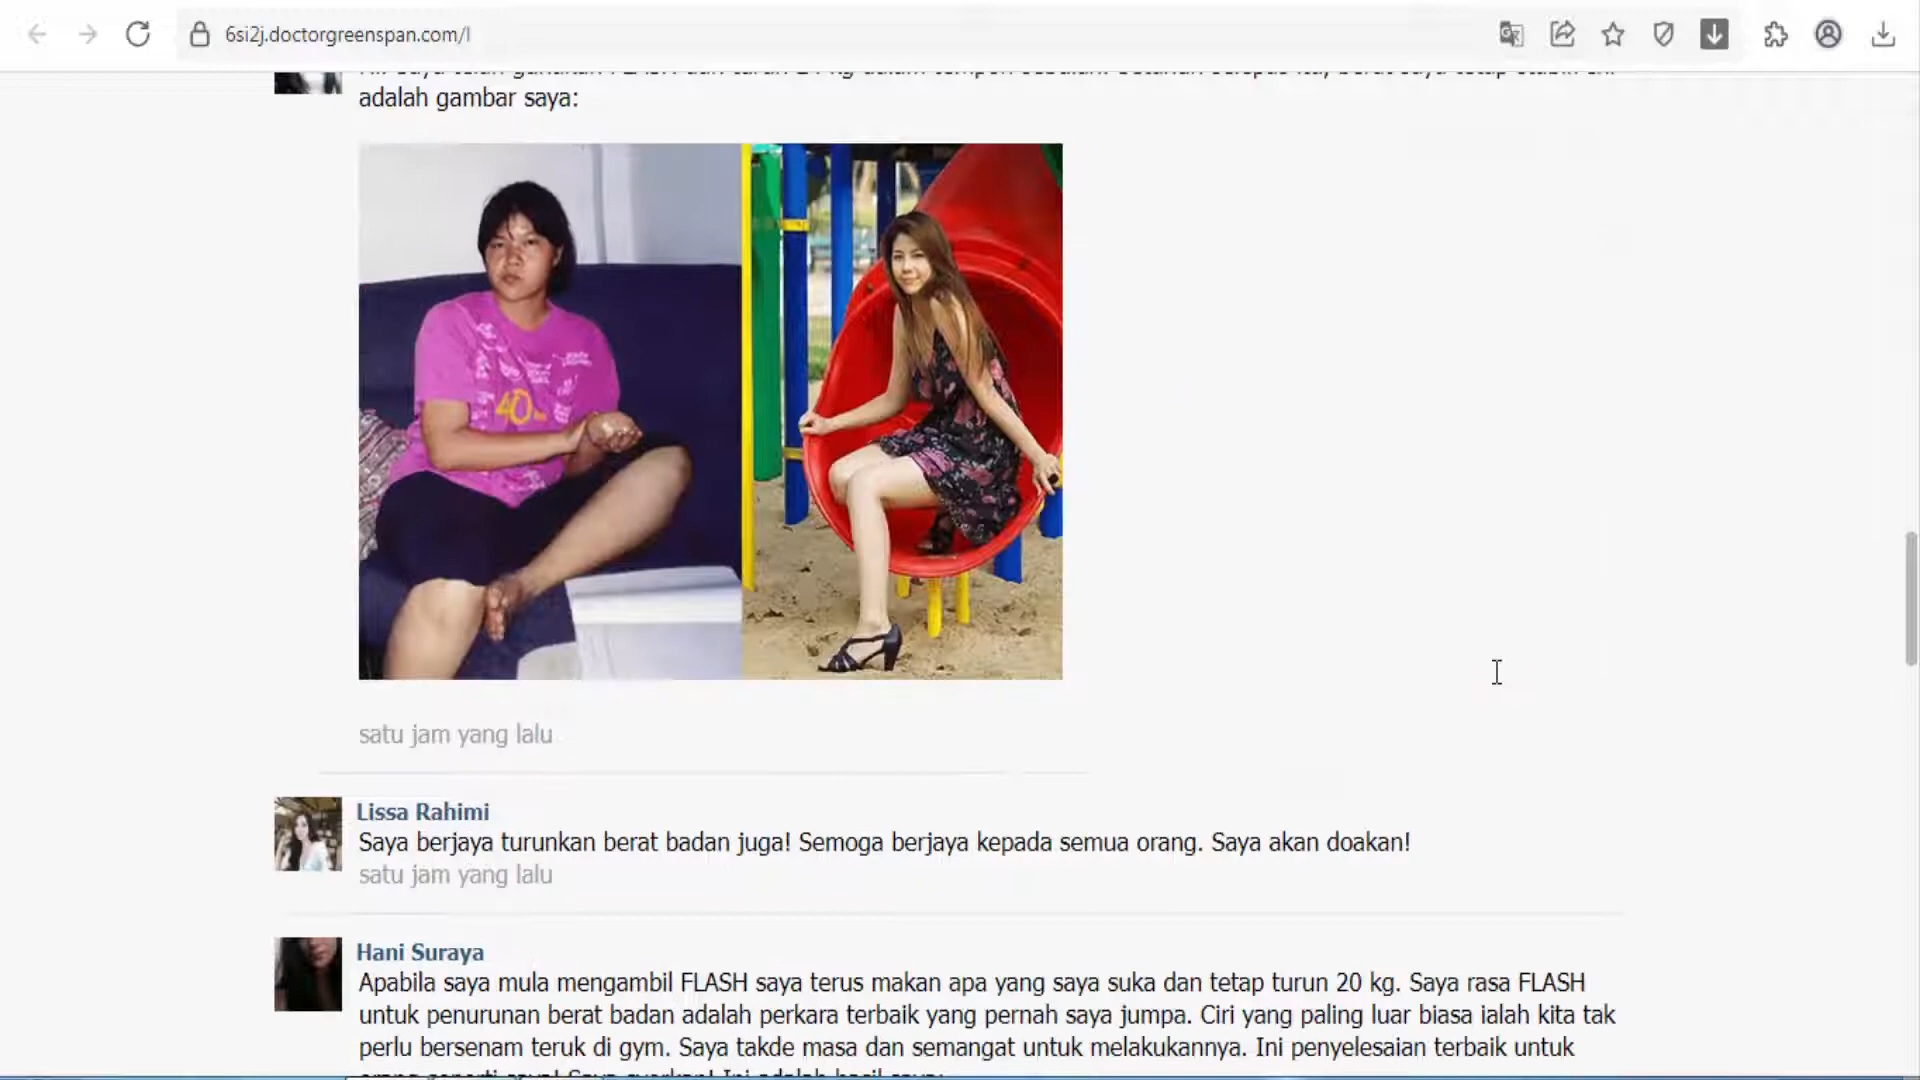 6si2j.doctorgreenspan.com/l
adalah gambar saya:
40
satu jam yang lalu
Lissa Rahimi
Saya berjaya turunkan berat badan juga! Semoga berjaya kepada semua orang. Saya akan doakan!
satu jam yang lalu
Hani Suraya
Apabila saya mula mengambil FLASH saya terus makan apa yang saya suka dan tetap turun 20 kg. Saya rasa FLASH
untuk penurunan berat badan adalah perkara terbaik yang pernah saya jumpa. Ciri yang paling luar biasa ialah kita tak
perlu bersenam teruk di gym. Saya takde masa dan semangat untuk melakukannya. Ini penyelesaian terbaik untuk